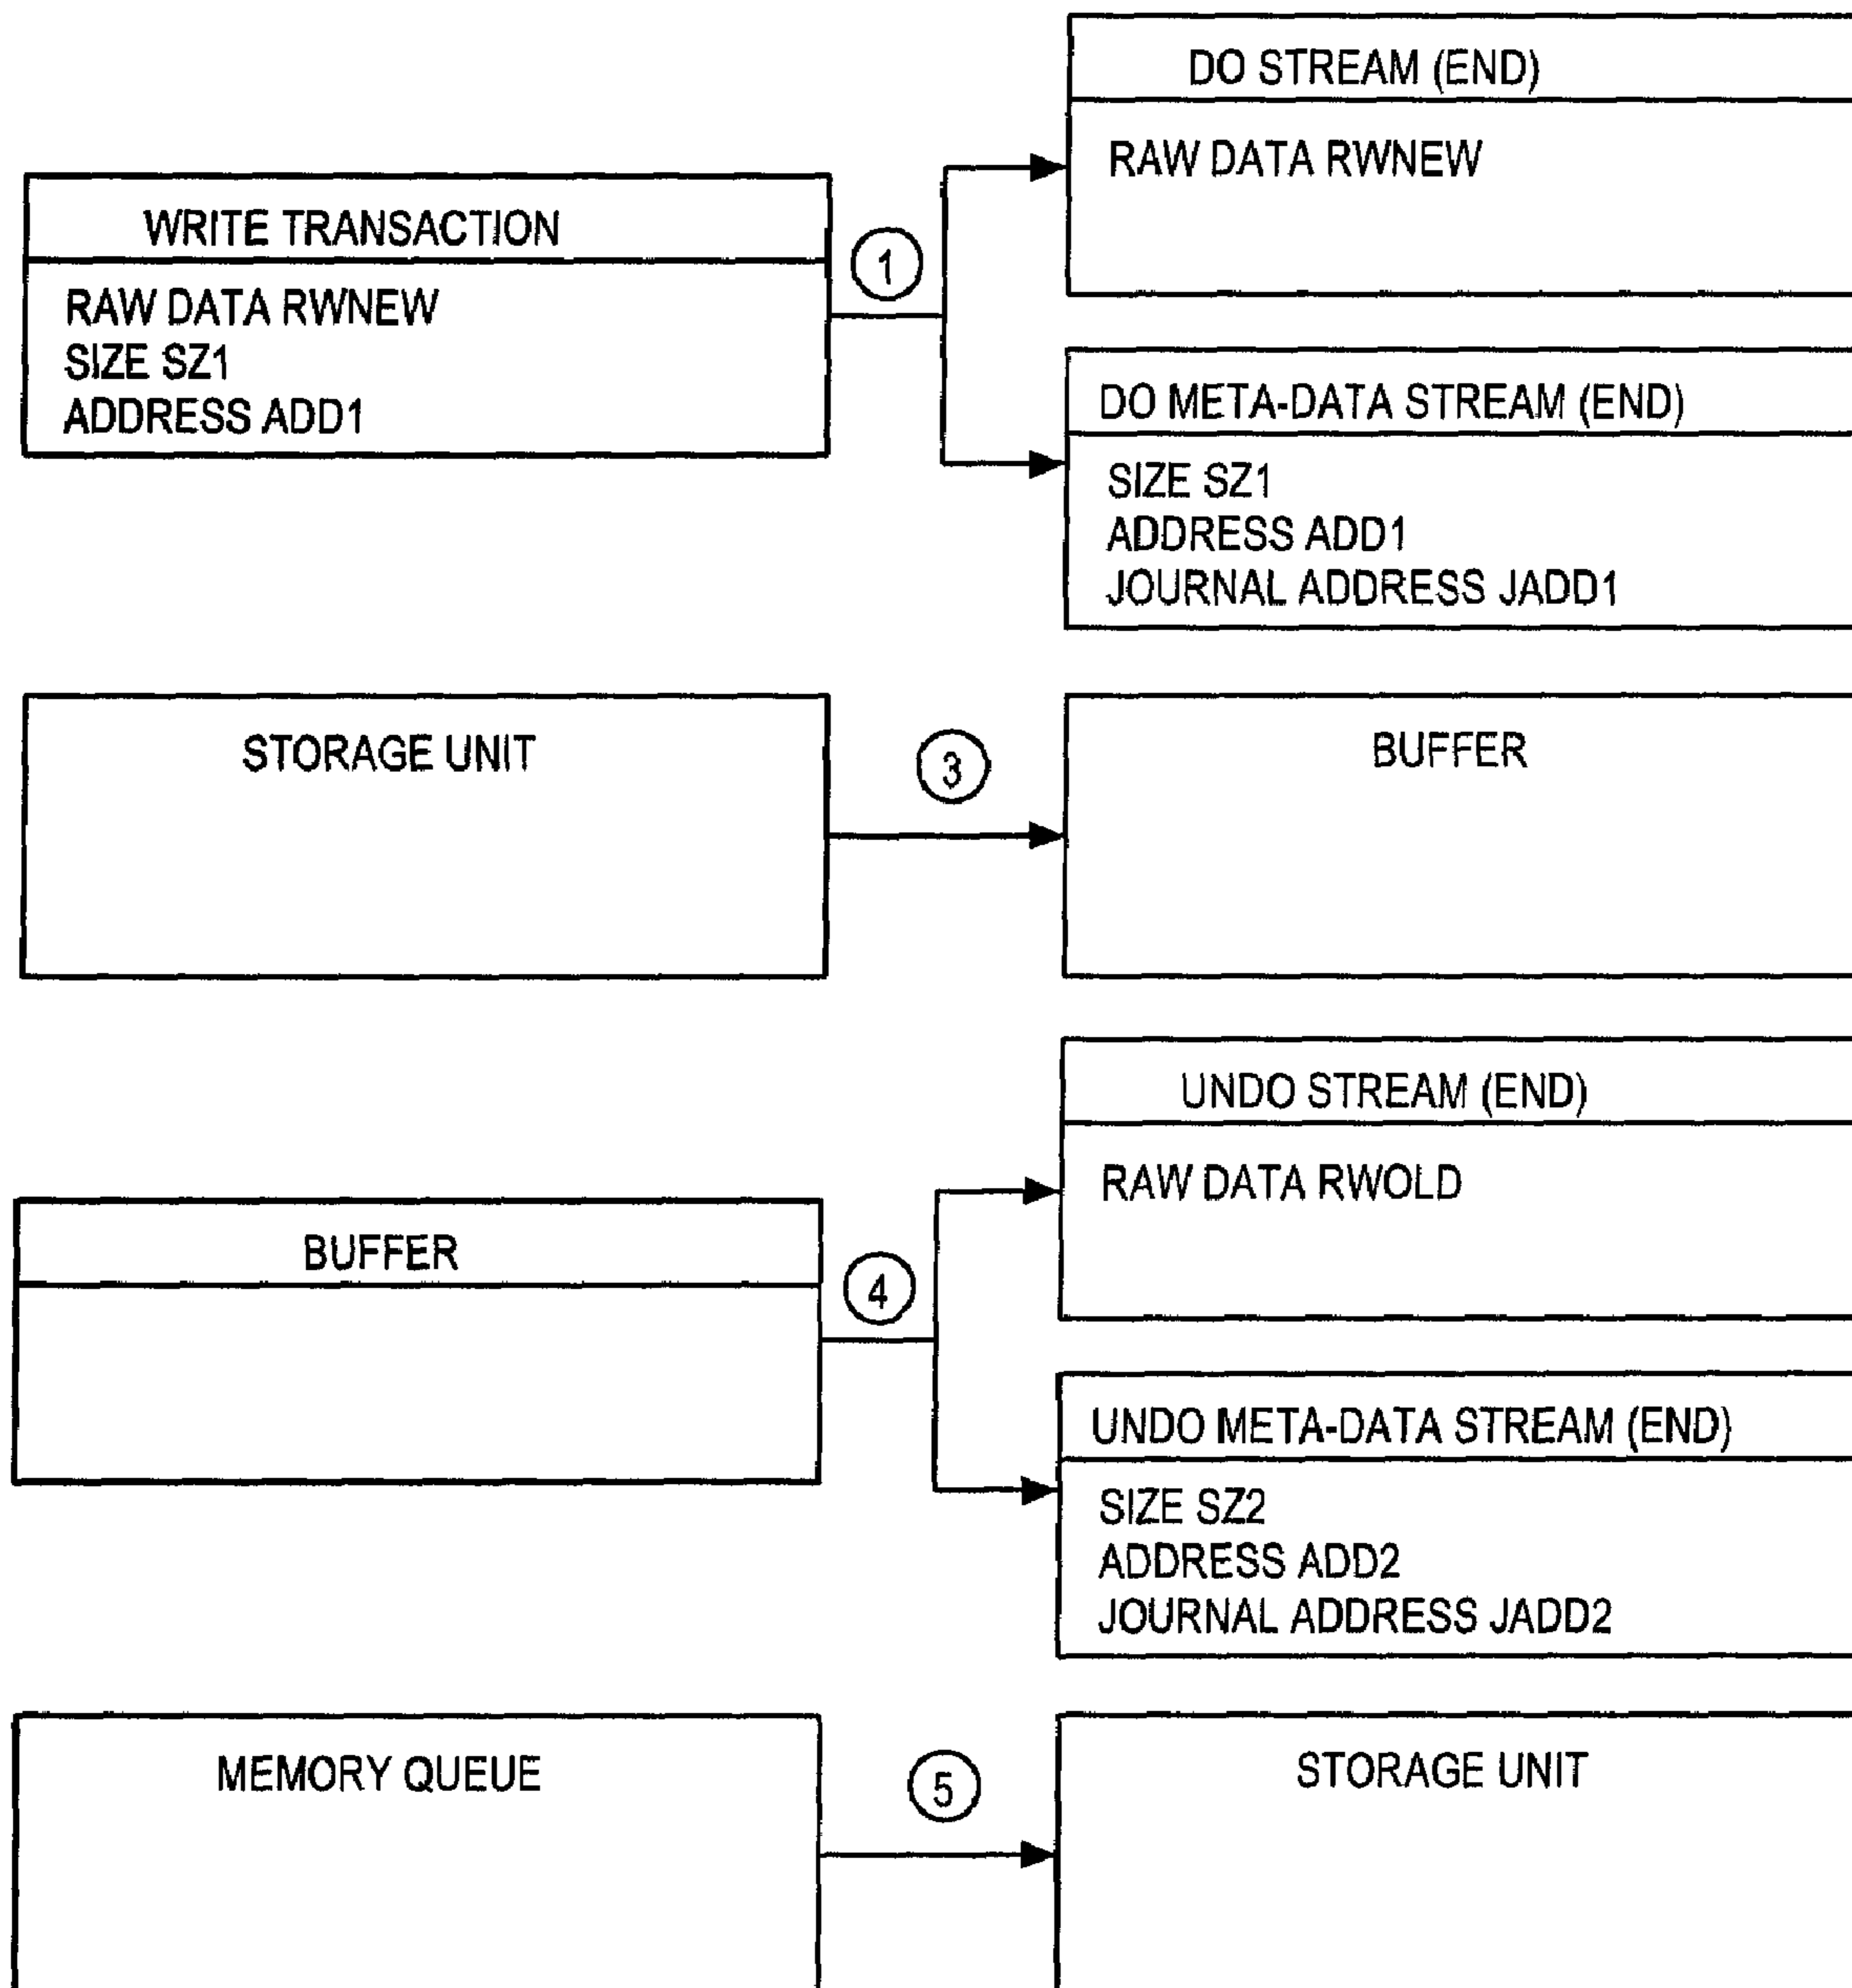 DO STREAM (END)
RAW DATA RWNEW
WRITE TRANSACTION
RAW DATA RWNEW
SIZE SZ1
ADDRESS ADD1
1
DO META-DATA STREAM (END)
SIZE SZ1
ADDRESS ADD1
JOURNAL ADDRESS JADD1
STORAGE UNIT
3
BUFFER
UNDO STREAM (END)
RAW DATA RWOLD
BUFFER
4
UNDO META-DATA STREAM (END)
SIZE SZ2
ADDRESS ADD2
JOURNAL ADDRESS JADD2
MEMORY QUEUE
5
STORAGE UNIT